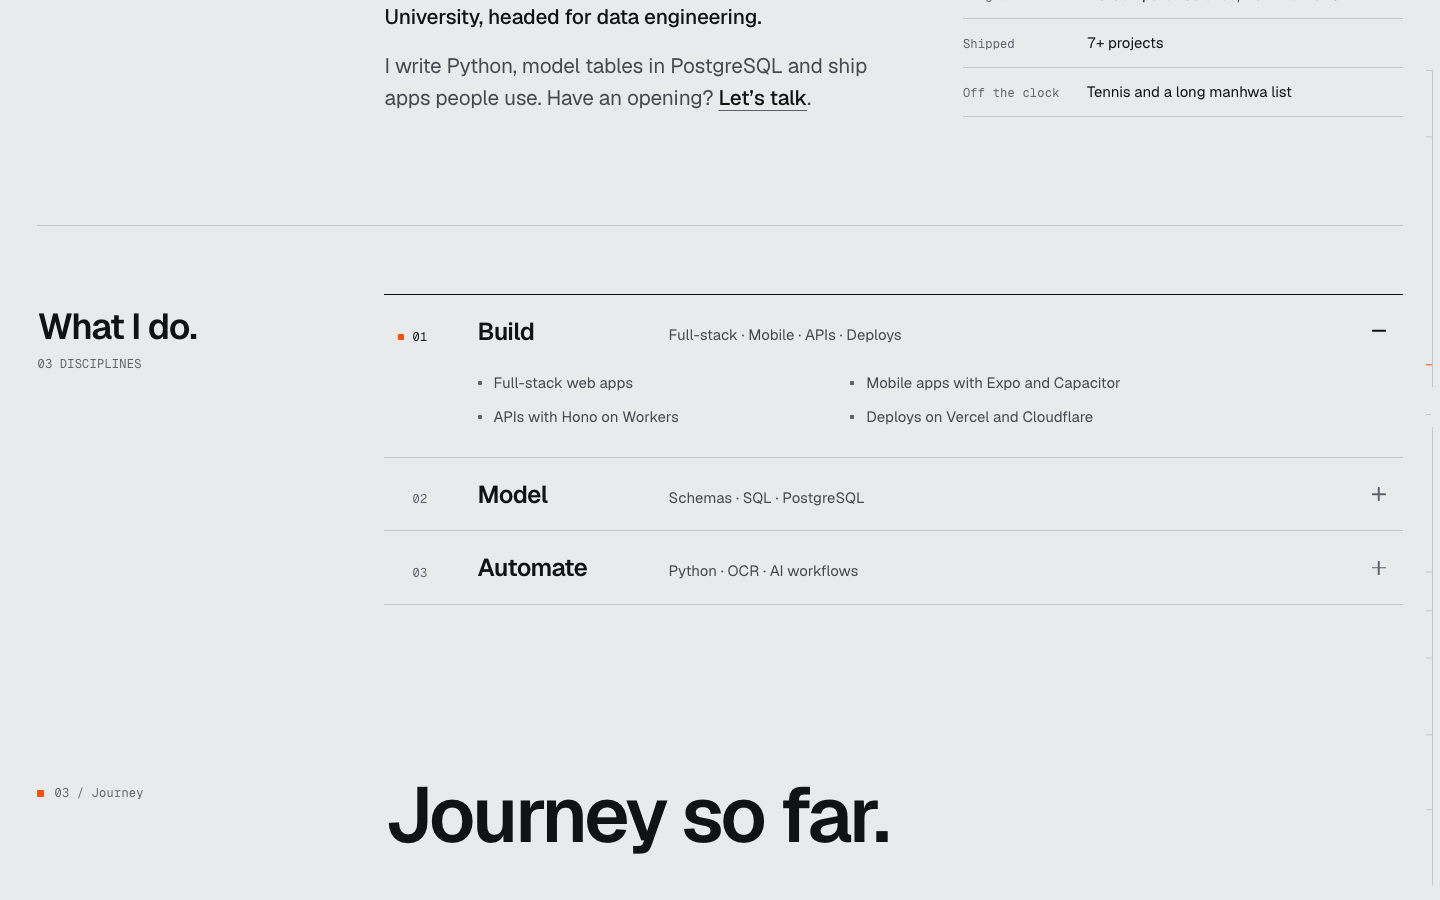 University, headed for data engineering.
I write Python, model tables in PostgreSQL and ship
apps people use. Have an opening? Let’s talk.
Shipped 7+ projects
Off the clock Tennis and a long manhwa list
What I do.
03 DISCIPLINES
01 Build Full-stack · Mobile · APIs · Deploys
Full-stack web apps
Mobile apps with Expo and Capacitor
APIs with Hono on Workers
Deploys on Vercel and Cloudflare
02 Model Schemas · SQL · PostgreSQL
03 Automate Python · OCR · AI workflows
03 / Journey
Journey so far.